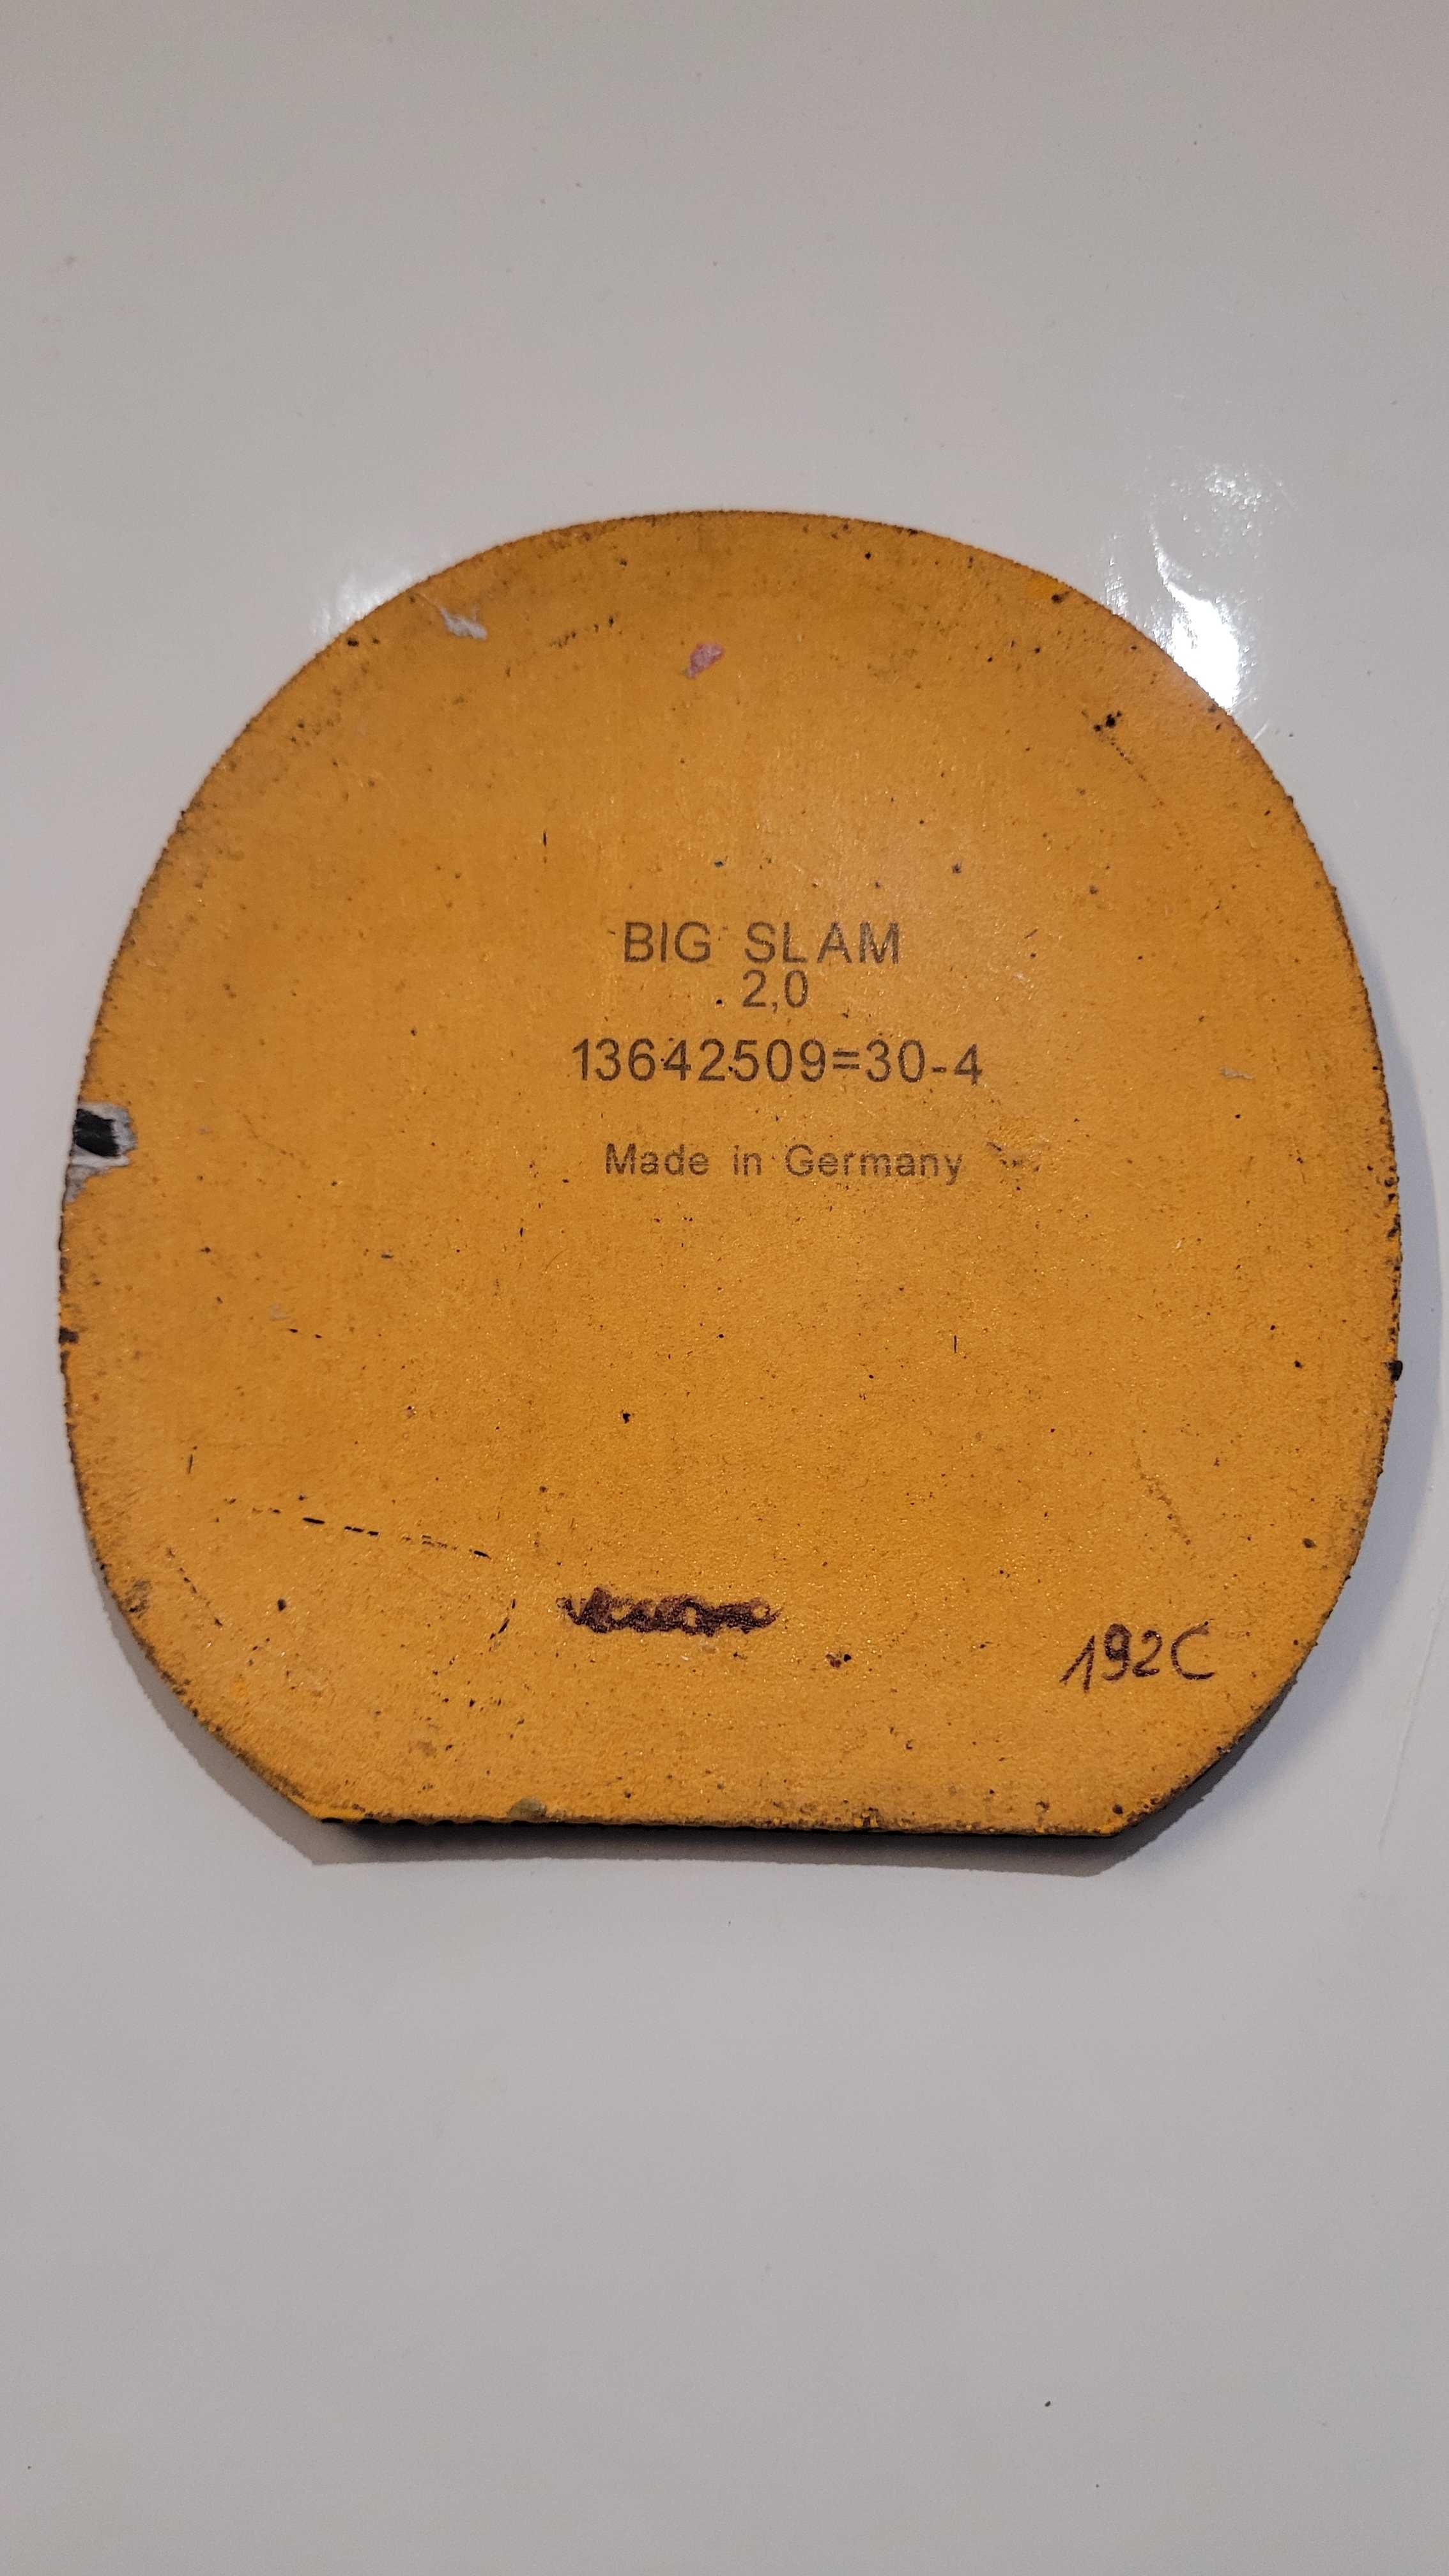 BIG SLAM
2,0
13642509=30-4
Made in Germany
192C